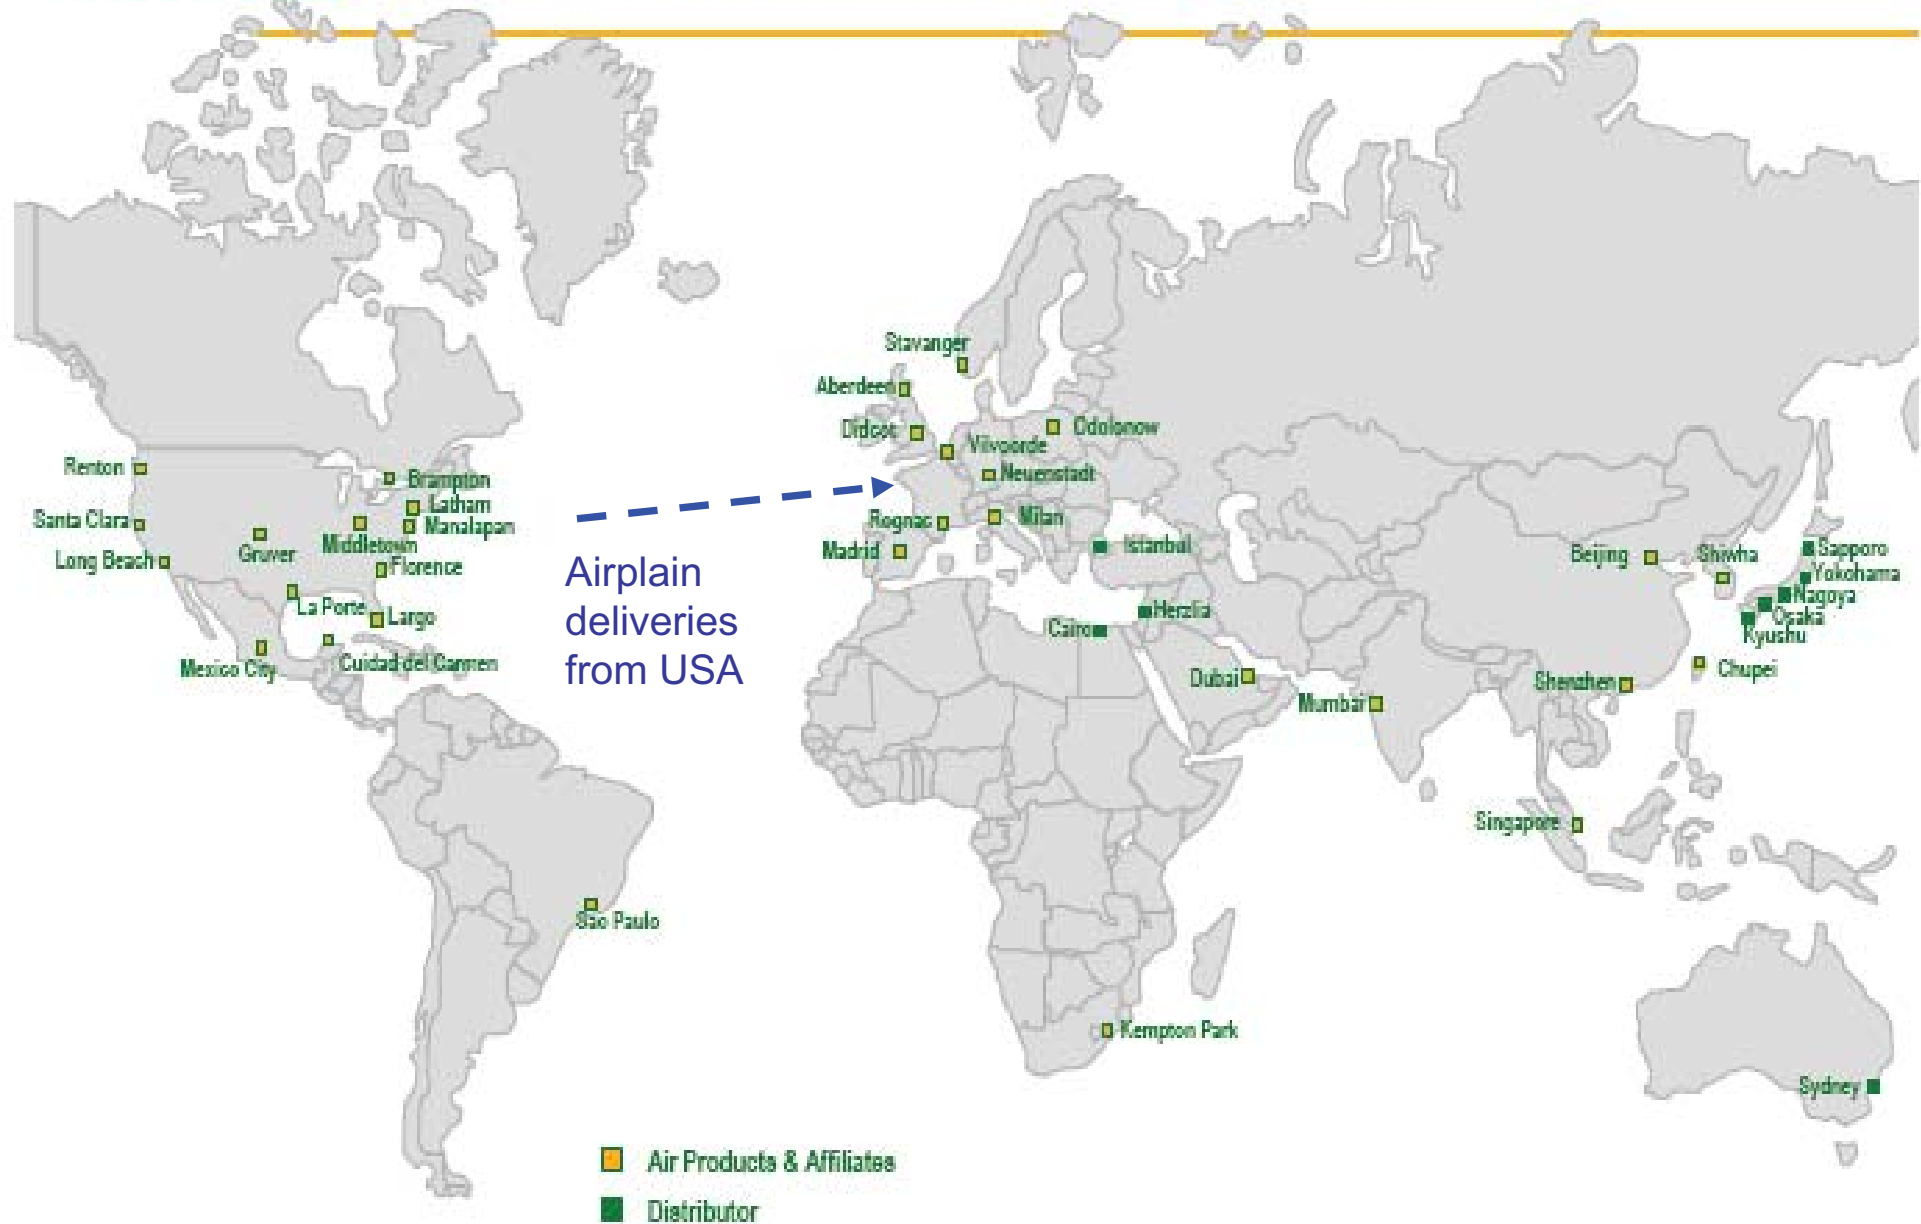 Stavanger
Aberdeen
Didcot
Odolanow
Vilvoorde
Neuenstadt
Renton
Brampton
Latham
Santa Clara
Manalapan
Middletown
Gruver
Long Beach
Florence
La Porte
Largo
Mexico City
Cuidad del Carmen
Rognac
Milan
Madrid
Istanbul
Airplain
deliveries
from USA
Herzlia
Cairo
Dubai
Mumbai
Beijing
Shiwha
Sapporo
Yokohama
Nagoya
Osaka
Kyushu
Chupei
Shenzhen
Singapore
Sao Paulo
Kempton Park
Sydney
Air Products & Affiliates
Distributor